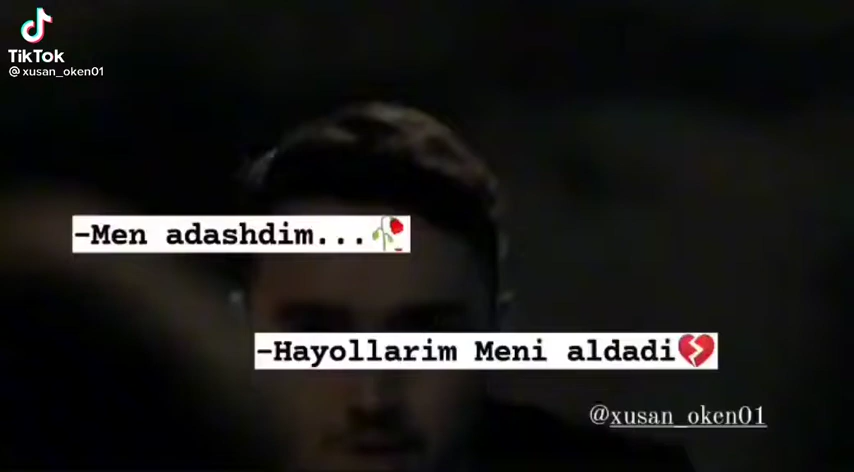 TikTok
@xusan_oken01
-Men adashdim...🥀
-Hayollarim Meni aldadi💔
@xusan_oken01